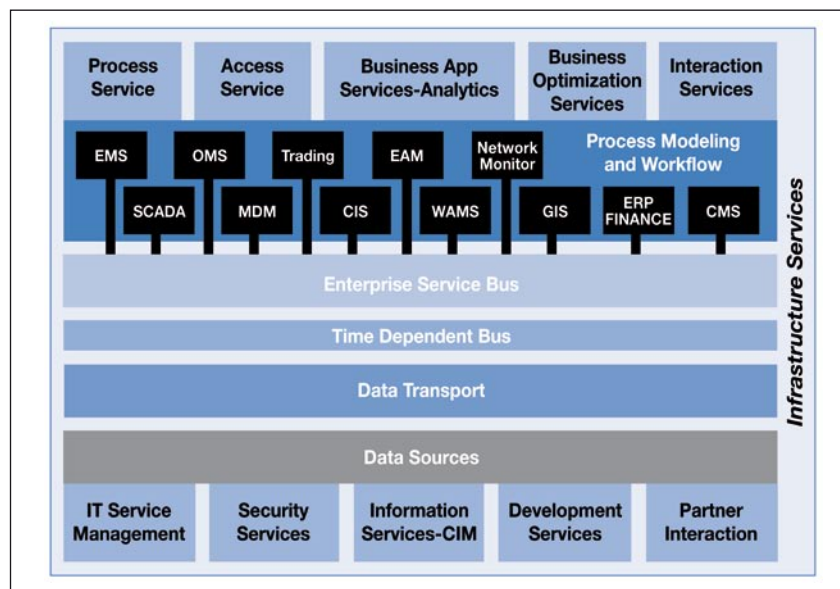 Process
Service
Access
Service
Business App
Services-Analytics
Business
Optimization
Services
Interaction
Services
Process Modeling
and Workflow
EMS
OMS
Trading
EAM
Network
Monitor
SCADA
MDM
CIS
WAMS
GIS
ERP
FINANCE
CMS
Enterprise Service Bus
Time Dependent Bus
Data Transport
Data Sources
IT Service
Management
Security
Services
Information
Services-CIM
Development
Services
Partner
Interaction
Infrastructure Services